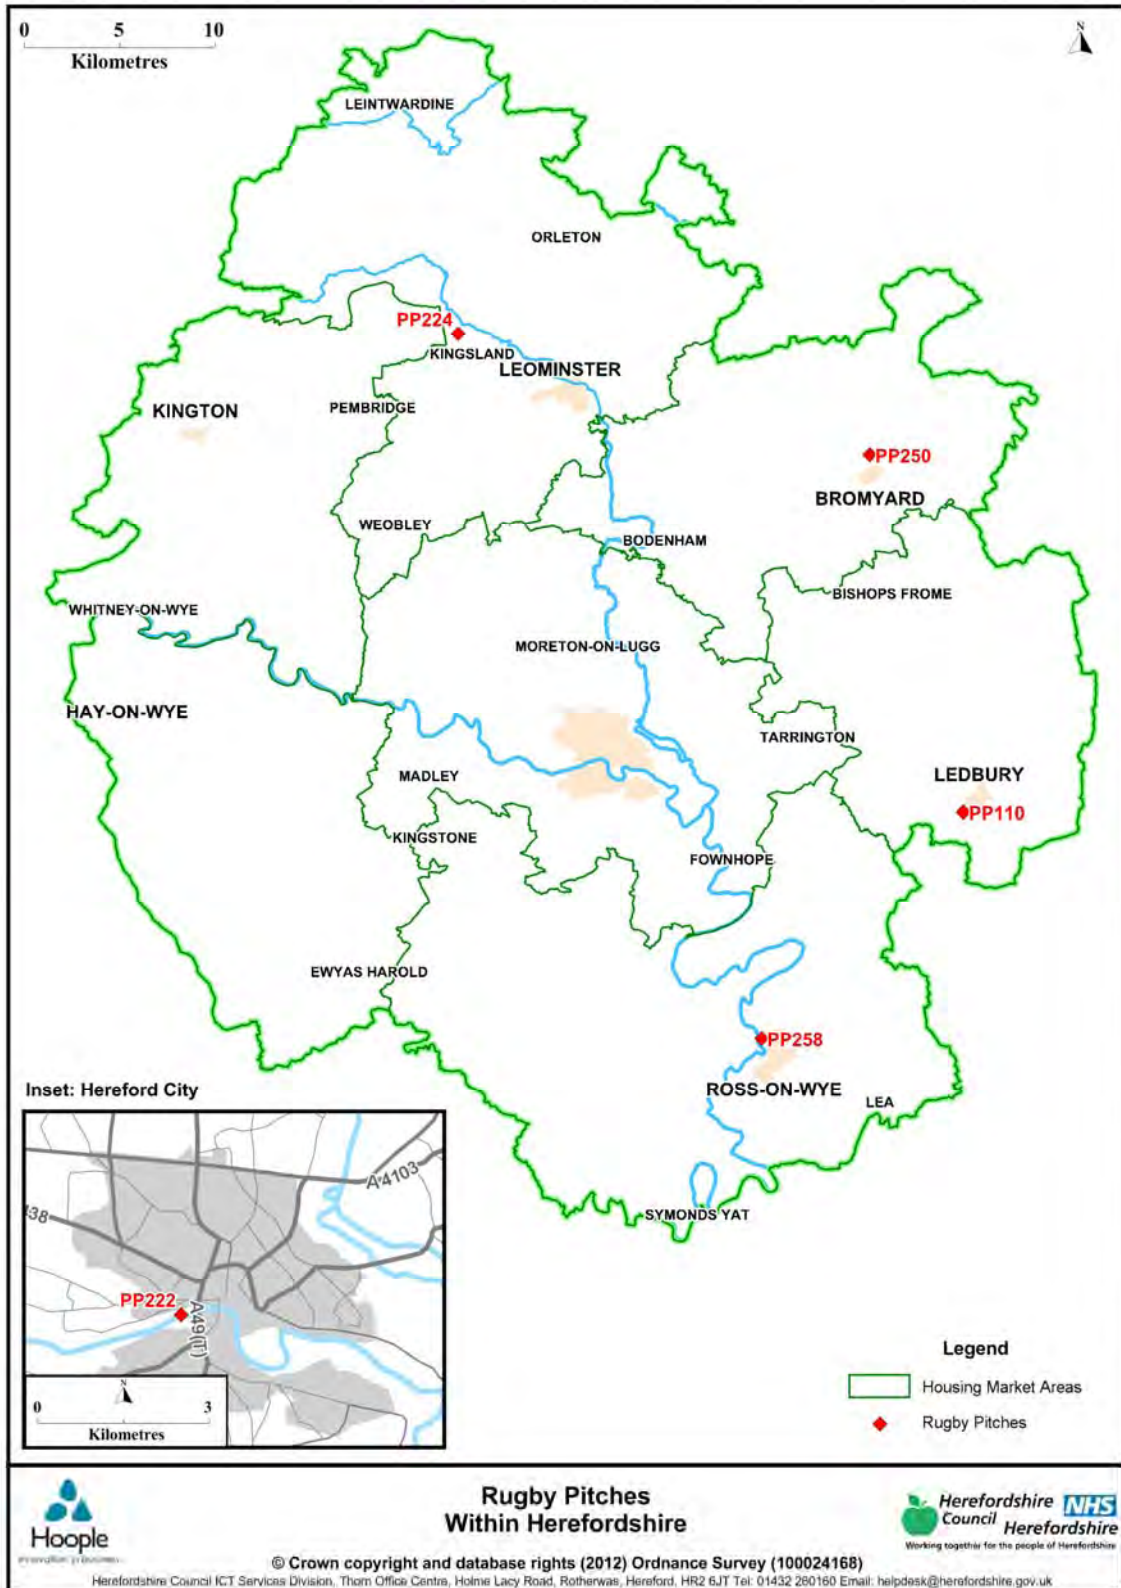 0 5 10
Kilometres
N
LEINTWARDINE
ORLETON
PP224
KINGSLAND
LEOMINSTER
KINGTON
PEMBRIDGE
PP250
BROMYARD
WEOBLEY
BODENHAM
BISHOPS FROME
WHITNEY-ON-WYE
MORETON-ON-LUGG
HAY-ON-WYE
TARRINGTON
MADLEY
LEDBURY
PP110
KINGSTONE
FOWNHOPE
EWYAS HAROLD
PP258
ROSS-ON-WYE
LEA
SYMONDS YAT
Inset: Hereford City
A4103
38
PP222
A49(T)
N
0 3
Kilometres
Legend
Housing Market Areas
Rugby Pitches
Hoople
Rugby Pitches
Within Herefordshire
Herefordshire
Council
NHS
Herefordshire
Working together for the people of Herefordshire
© Crown copyright and database rights (2012) Ordnance Survey (100024168)
Herefordshire Council ICT Services Division, Thorn Office Centre, Holme Lacy Road, Rotherwas, Hereford, HR2 6JT Tel: 01432 260160 Email: helpdesk@herefordshire.gov.uk